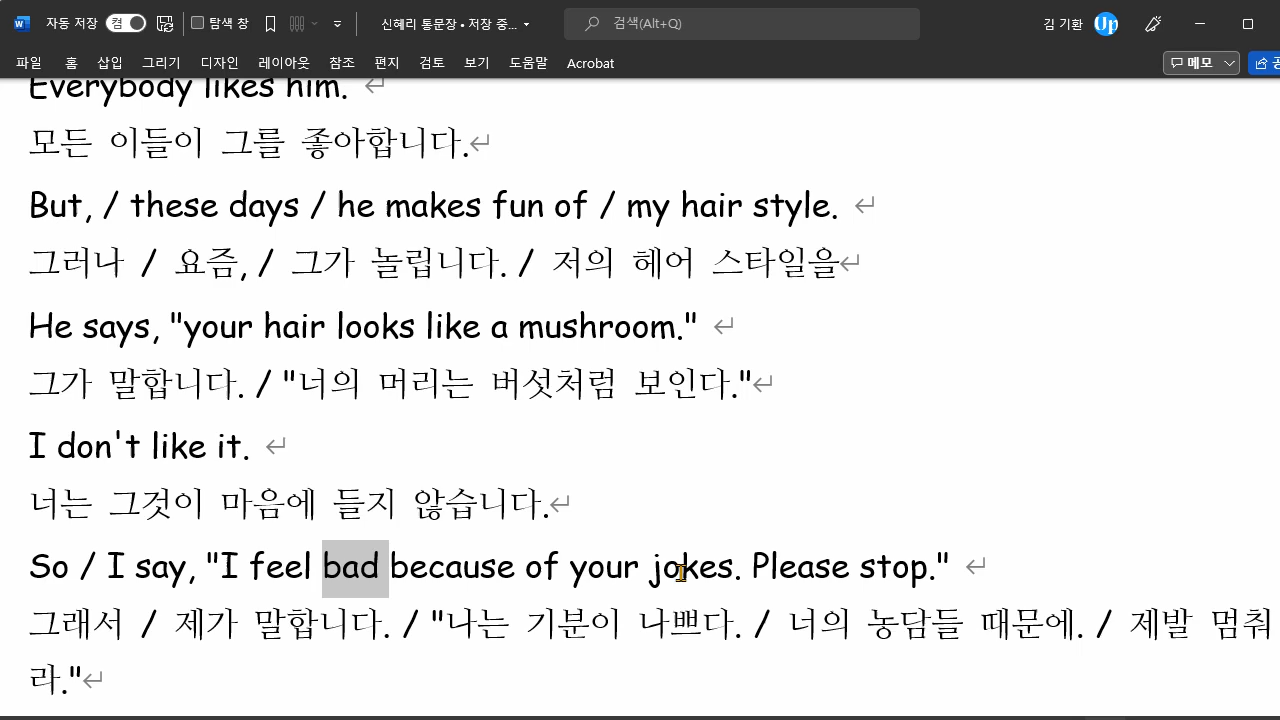 자동 저장 컴 탐색 창 신혜리 통문장 • 저장 중... 검색(Alt+Q) 김 기환 Up
파일 홈 삽입 그리기 디자인 레이아웃 참조 편지 검토 보기 도움말 Acrobat 메모 공
Everybody likes him. ↵
모든 이들이 그를 좋아합니다.↵
But, / these days / he makes fun of / my hair style. ↵
그러나 / 요즘, / 그가 놀립니다. / 저의 헤어 스타일을↵
He says, "your hair looks like a mushroom." ↵
그가 말합니다. / "너의 머리는 버섯처럼 보인다."↵
I don't like it. ↵
너는 그것이 마음에 들지 않습니다.↵
So / I say, "I feel bad because of your jokes. Please stop." ↵
그래서 / 제가 말합니다. / "나는 기분이 나쁘다. / 너의 농담들 때문에. / 제발 멈춰
라."↵